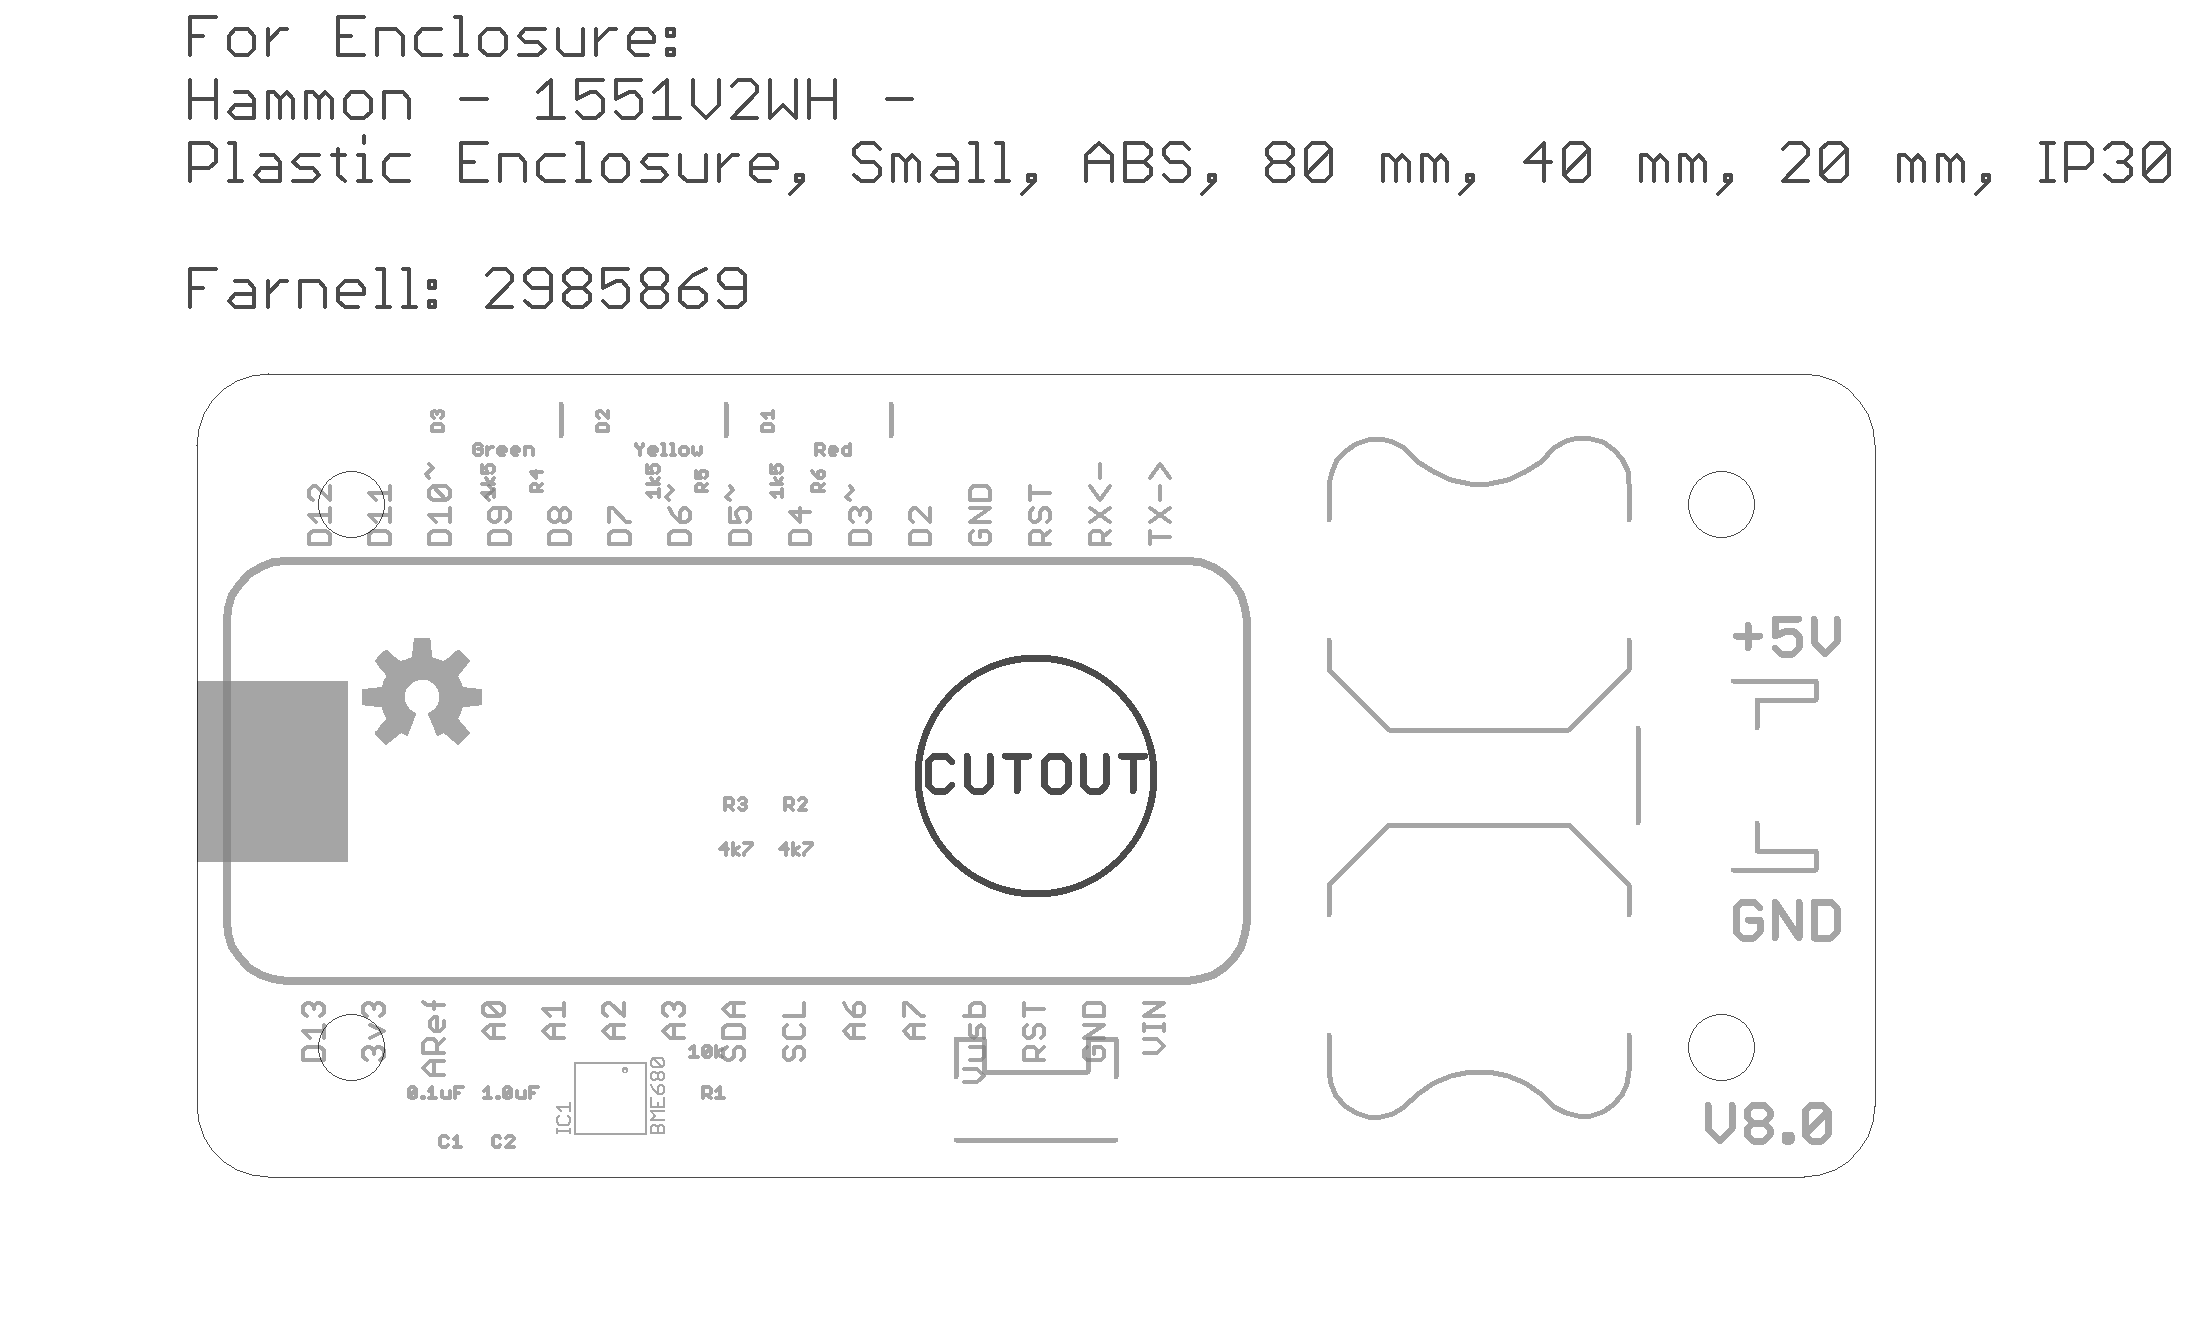 For Enclosure:
Hammon - 1551V2WH -
Plastic Enclosure, Small, ABS, 80 mm, 40 mm, 20 mm, IP30
Farnell: 2985869
D3
D2
D1
Green
Yellow
Red
1k5
R4
1k5
R5
1k5
R6
D12
D11
D10~
D9~
D8
D7
D6~
D5~
D4
D3~
D2
GND
RST
RX<-
TX->
+5V
CUTOUT
R3
R2
4k7
4k7
GND
D13
3v3
ARef
A0
A1
A2
A3
SDA
SCL
A6
A7
Vusb
RST
GND
VIN
10k
0.1uF
1.0uF
IC1
BME680
R1
C1
C2
V8.0